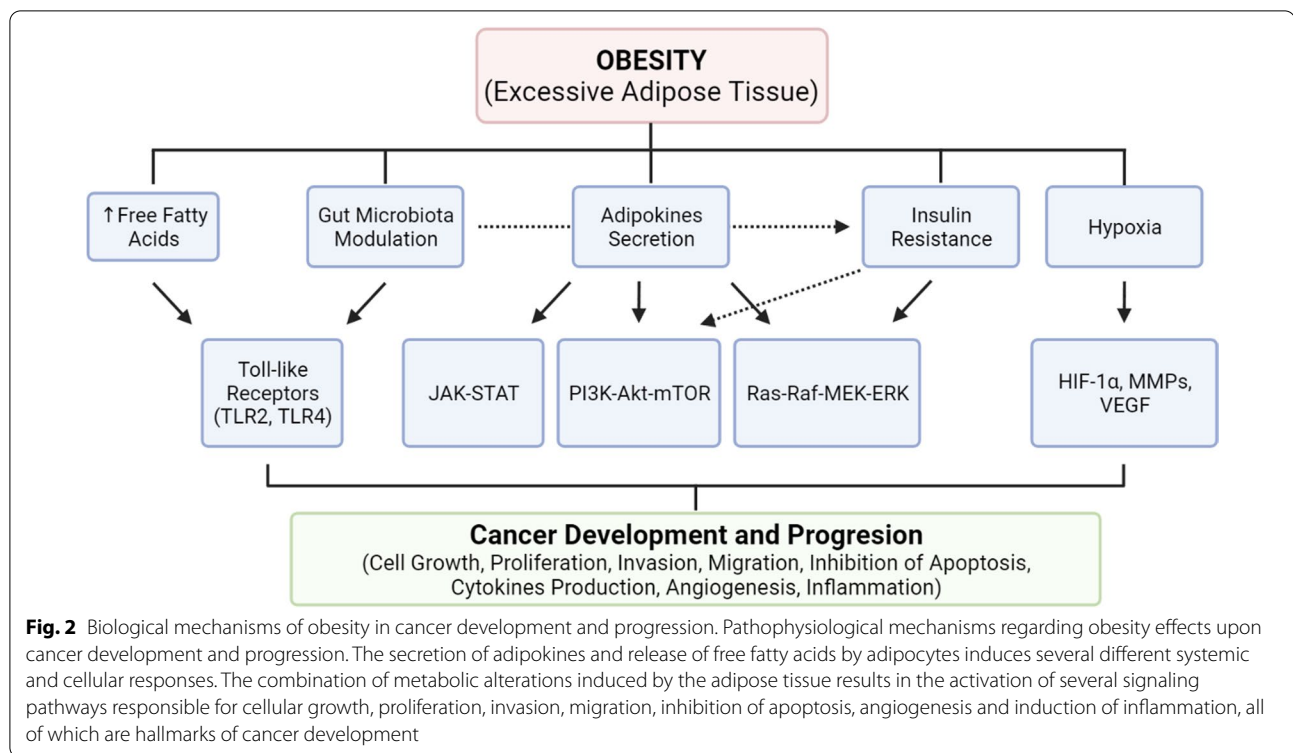 OBESITY
(Excessive Adipose Tissue)
↑Free Fatty
Acids
Gut Microbiota
Modulation
Adipokines
Secretion
Insulin
Resistance
Hypoxia
Toll-like
Receptors
(TLR2, TLR4)
JAK-STAT
PI3K-Akt-mTOR
Ras-Raf-MEK-ERK
HIF-1α, MMPs,
VEGF
Cancer Development and Progresion
(Cell Growth, Proliferation, Invasion, Migration, Inhibition of Apoptosis,
Cytokines Production, Angiogenesis, Inflammation)
Fig. 2 Biological mechanisms of obesity in cancer development and progression. Pathophysiological mechanisms regarding obesity effects upon
cancer development and progression. The secretion of adipokines and release of free fatty acids by adipocytes induces several different systemic
and cellular responses. The combination of metabolic alterations induced by the adipose tissue results in the activation of several signaling
pathways responsible for cellular growth, proliferation, invasion, migration, inhibition of apoptosis, angiogenesis and induction of inflammation, all
of which are hallmarks of cancer development